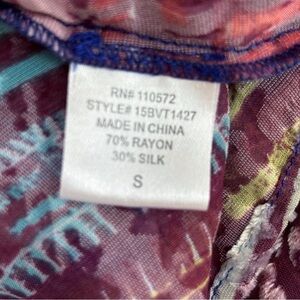 RN# 110572
STYLE# 15BVT1427
MADE IN CHINA
70% RAYON
30% SILK
S